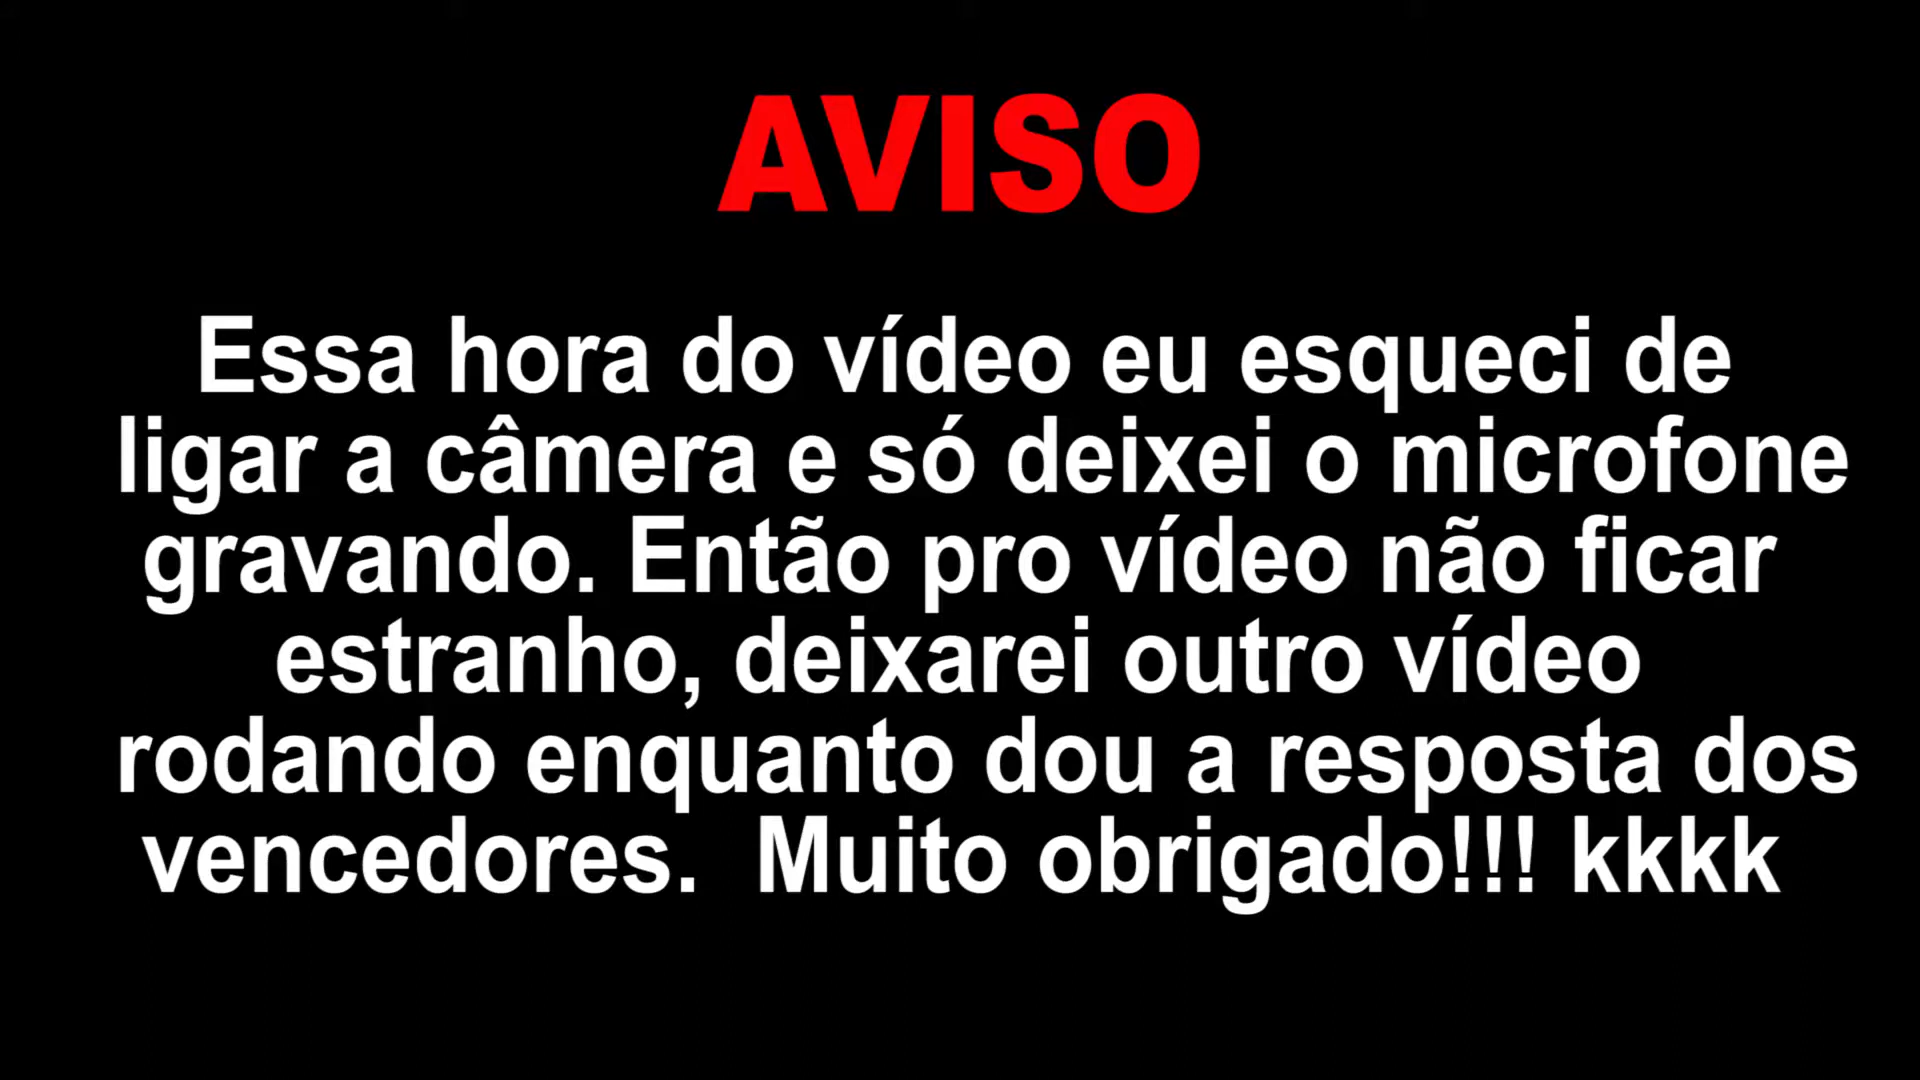 AVISO
Essa hora do vídeo eu esqueci de
ligar a câmera e só deixei o microfone
gravando. Então pro vídeo não ficar
estranho, deixarei outro vídeo
rodando enquanto dou a resposta dos
vencedores.  Muito obrigado!!! kkkk